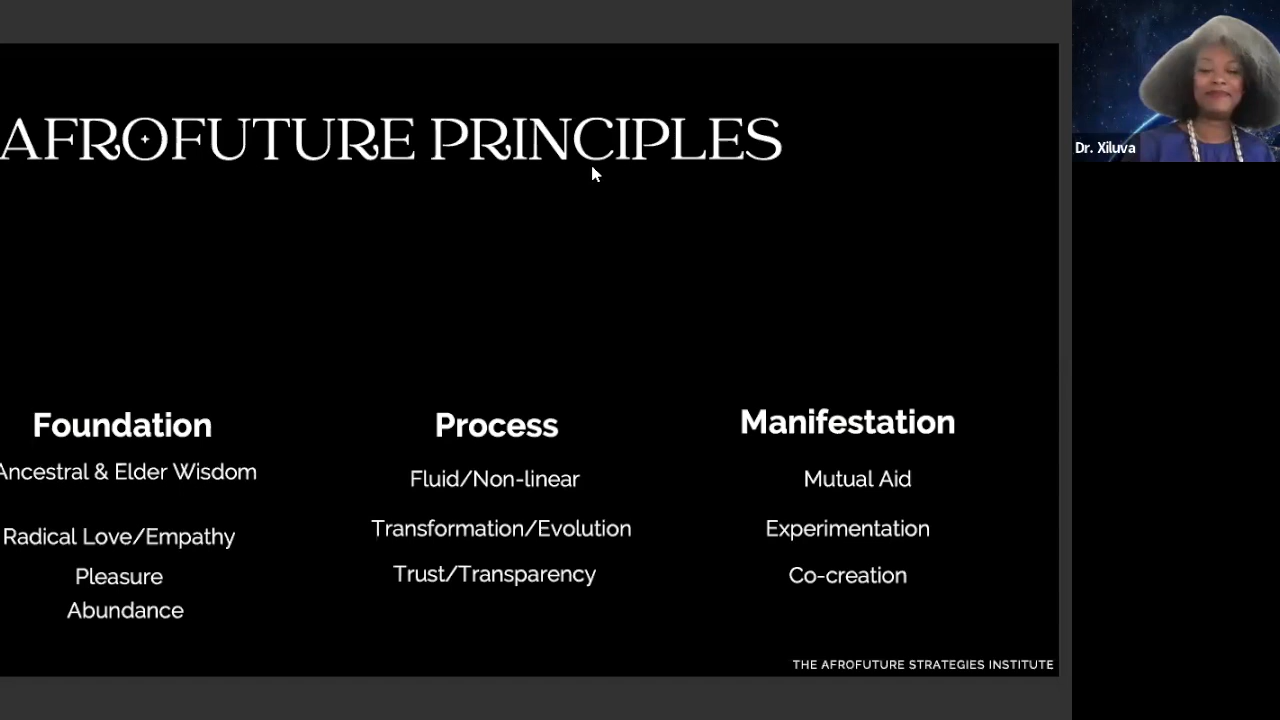 AFROFUTURE PRINCIPLES
Dr. Xiluva
Foundation
Ancestral & Elder Wisdom
Radical Love/Empathy
Pleasure
Abundance
Process
Fluid/Non-linear
Transformation/Evolution
Trust/Transparency
Manifestation
Mutual Aid
Experimentation
Co-creation
THE AFROFUTURE STRATEGIES INSTITUTE